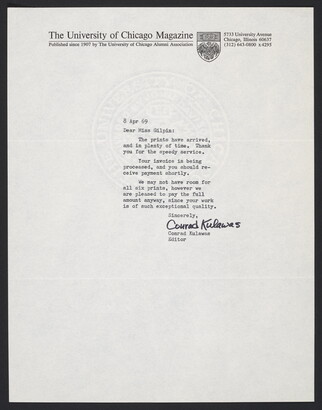 The University of Chicago Magazine
Published since 1907 by The University of Chicago Alumni Association
5733 University Avenue
Chicago, Illinois 60637
(312) 643-0800 x4295
8 Apr 69
Dear Miss Gilpin:
The prints have arrived,
and in plenty of time. Thank
you for the speedy service.
Your invoice is being
processed, and you should re-
ceive payment shortly.
We may not have room for
all six prints, however we
are pleased to pay the full
amount anyway, since your work
is of such exceptional quality.
Sincerely,
Conrad Kulawas
Conrad Kulawas
Editor